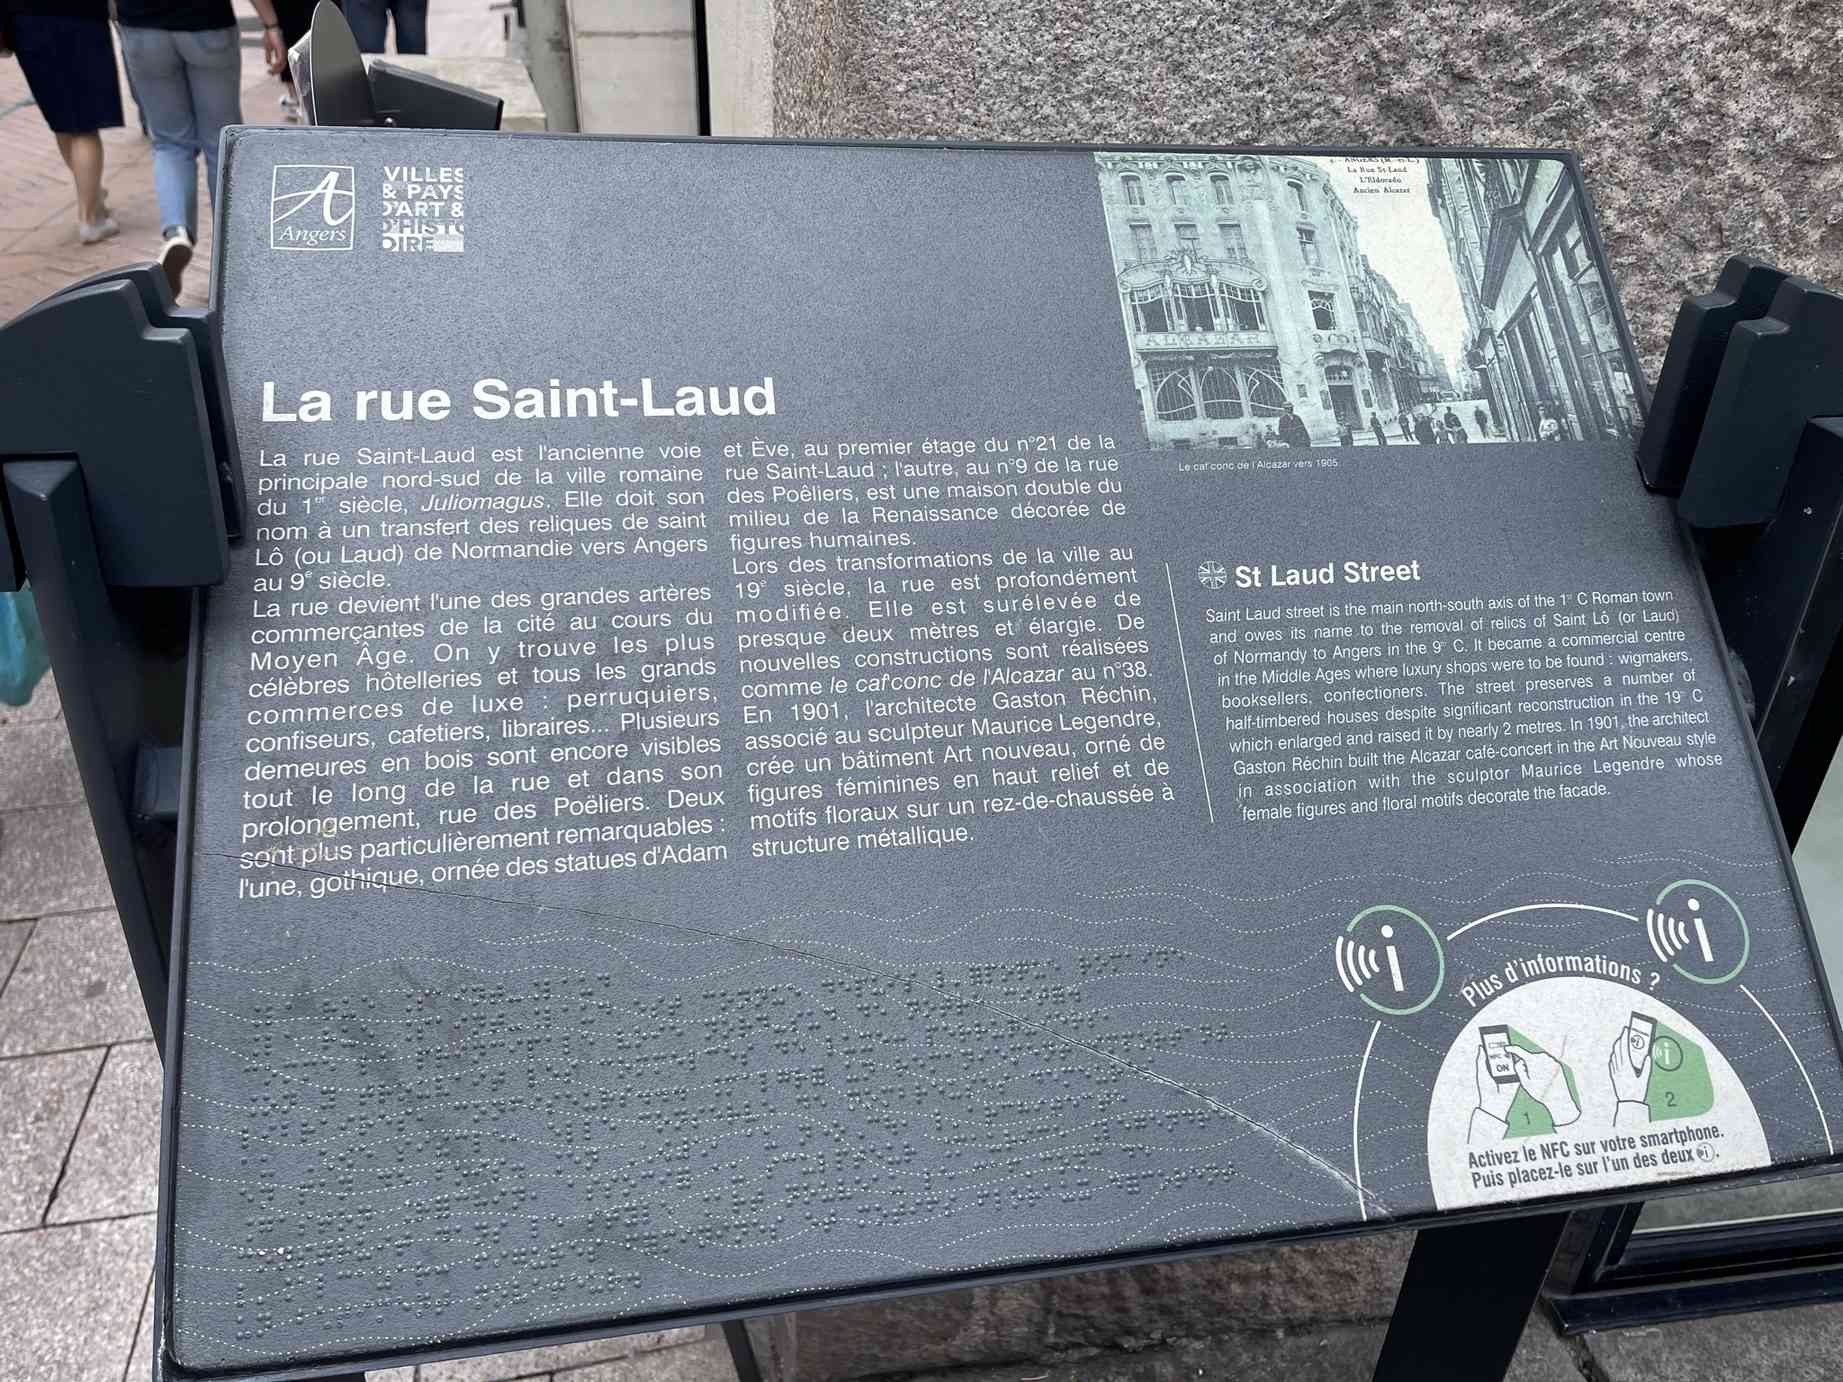 Angers
VILLES
& PAYS
D'ART &
D'HISTO
OIRE
4 - ANGERS (M.-et-L.)
La Rue St-Laud
L'Eldorado
Ancien Alcazar
ALCAZAR
Le caf'conc de l'Alcazar vers 1905.
La rue Saint-Laud
La rue Saint-Laud est l'ancienne voie
principale nord-sud de la ville romaine
du 1er siècle, Juliomagus. Elle doit son
nom à un transfert des reliques de saint
Lô (ou Laud) de Normandie vers Angers
au 9e siècle.
La rue devient l'une des grandes artères
commerçantes de la cité au cours du
Moyen Âge. On y trouve les plus
célèbres hôtelleries et tous les grands
commerces de luxe : perruquiers,
confiseurs, cafetiers, libraires... Plusieurs
demeures en bois sont encore visibles
tout le long de la rue et dans son
prolongement, rue des Poëliers. Deux
sont plus particulièrement remarquables :
l'une, gothique, ornée des statues d'Adam
et Ève, au premier étage du n°21 de la
rue Saint-Laud ; l'autre, au n°9 de la rue
des Poêliers, est une maison double du
milieu de la Renaissance décorée de
figures humaines.
Lors des transformations de la ville au
19e siècle, la rue est profondément
modifiée. Elle est surélevée de
presque deux mètres et élargie. De
nouvelles constructions sont réalisées
comme le caf'conc de l'Alcazar au n°38.
En 1901, l'architecte Gaston Réchin,
associé au sculpteur Maurice Legendre,
crée un bâtiment Art nouveau, orné de
figures féminines en haut relief et de
motifs floraux sur un rez-de-chaussée à
structure métallique.
St Laud Street
Saint Laud street is the main north-south axis of the 1st C Roman town
and owes its name to the removal of relics of Saint Lô (or Laud)
of Normandy to Angers in the 9th C. It became a commercial centre
in the Middle Ages where luxury shops were to be found : wigmakers,
booksellers, confectioners. The street preserves a number of
half-timbered houses despite significant reconstruction in the 19th C
which enlarged and raised it by nearly 2 metres. In 1901, the architect
Gaston Réchin built the Alcazar café-concert in the Art Nouveau style
in association with the sculptor Maurice Legendre whose
female figures and floral motifs decorate the facade.
i
i
Plus d'informations ?
NFC
ON
1
i
i
2
Activez le NFC sur votre smartphone.
Puis placez-le sur l'un des deux i.